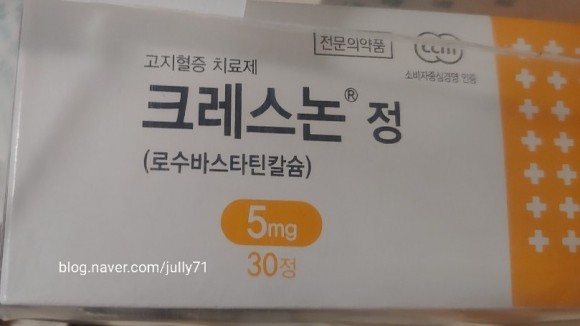 전문의약품
ccm
소비자중심경영 인증
고지혈증 치료제
크레스논® 정
(로수바스타틴칼슘)
5mg
30정
blog.naver.com/jully71